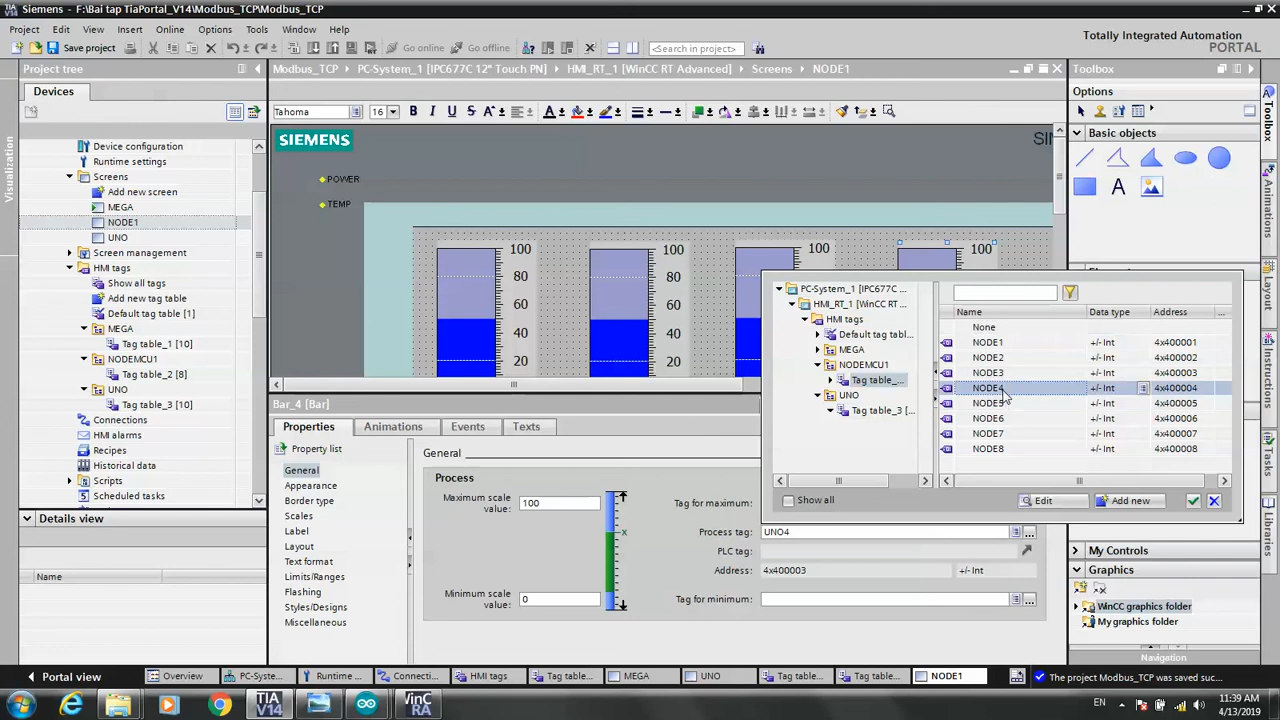 Siemens - F:\Bai tap TiaPortal_V14\Modbus_TCP\Modbus_TCP
Project Edit View Insert Online Options Tools Window Help
Totally Integrated Automation
PORTAL
Save project
Go online
Go offline
<Search in project>
Project tree
Modbus_TCP
PC-System_1 [IPC677C 12" Touch PN]
HMI_RT_1 [WinCC RT Advanced]
Screens
NODE1
Toolbox
Devices
Options
Tahoma
16
Visualization
Device configuration
Runtime settings
Screens
Add new screen
MEGA
NODE1
UNO
Screen management
HMI tags
Show all tags
Add new tag table
Default tag table [1]
MEGA
Tag table_1 [10]
NODEMCU1
Tag table_2 [8]
UNO
Tag table_3 [10]
Connections
HMI alarms
Recipes
Historical data
Scripts
Scheduled tasks
Details view
Name
SIEMENS
POWER
TEMP
100
80
60
40
20
100
80
60
40
20
100
100
Basic objects
PC-System_1 [IPC677C ...
HMI_RT_1 [WinCC RT...
HMI tags
Default tag tabl...
MEGA
NODEMCU1
Tag table_...
UNO
Tag table_3 [...
Name Data type Address ...
None
NODE1 +/- Int 4x400001
NODE2 +/- Int 4x400002
NODE3 +/- Int 4x400003
NODE4 +/- Int 4x400004
NODE5 +/- Int 4x400005
NODE6 +/- Int 4x400006
NODE7 +/- Int 4x400007
NODE8 +/- Int 4x400008
Show all
Edit
Add new
Bar_4 [Bar]
Properties
Animations
Events
Texts
Property list
General
Appearance
Border type
Scales
Label
Layout
Text format
Limits/Ranges
Flashing
Styles/Designs
Miscellaneous
General
Process
Maximum scale value: 100
Minimum scale value: 0
Tag for maximum:
Process tag: UNO4
PLC tag:
Address: 4x400003 +/- Int
Tag for minimum:
Toolbox
Animations
Layout
Instructions
Tasks
Libraries
My Controls
Graphics
WinCC graphics folder
My graphics folder
Navigation
Portal view
Overview
PC-Syste...
Runtime ...
Connecti...
HMI tags
Tag table...
MEGA
UNO
Tag table...
Tag table...
NODE1
The project Modbus_TCP was saved suc...
TIA V14
VinC RA
EN
11:39 AM
4/13/2019